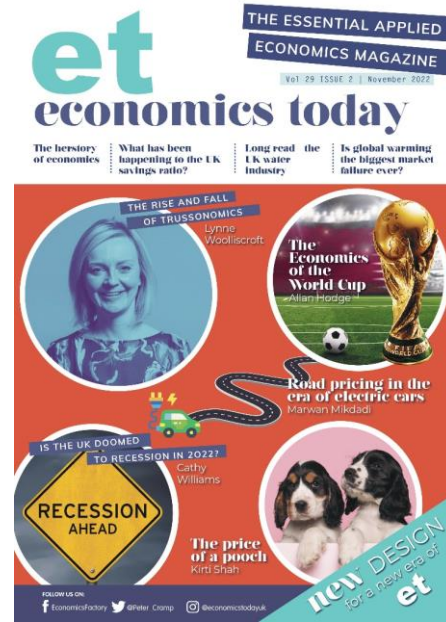 THE ESSENTIAL APPLIED
ECONOMICS MAGAZINE
et
Vol 29 ISSUE 2 | November 2022
economics today
The herstory
of economics
What has been
happening to the UK
savings ratio?
Long read the
UK water
industry
Is global warming
the biggest market
failure ever?
THE RISE AND FALL
OF TRUSSONOMICS
Lynne
Woolliscroft
The
Economics
of the
World Cup
Allan Hodge
WORLD CUP
Road pricing in the
era of electric cars
Marwan Mikdadi
IS THE UK DOOMED
TO RECESSION IN 2022?
Cathy
Williams
RECESSION
AHEAD
The price
of a pooch
Kirti Shah
new DESIGN
for a new era of
et
FOLLOW US ON:
EconomicsFactory
@Peter_Cramp
@economicstodayuk